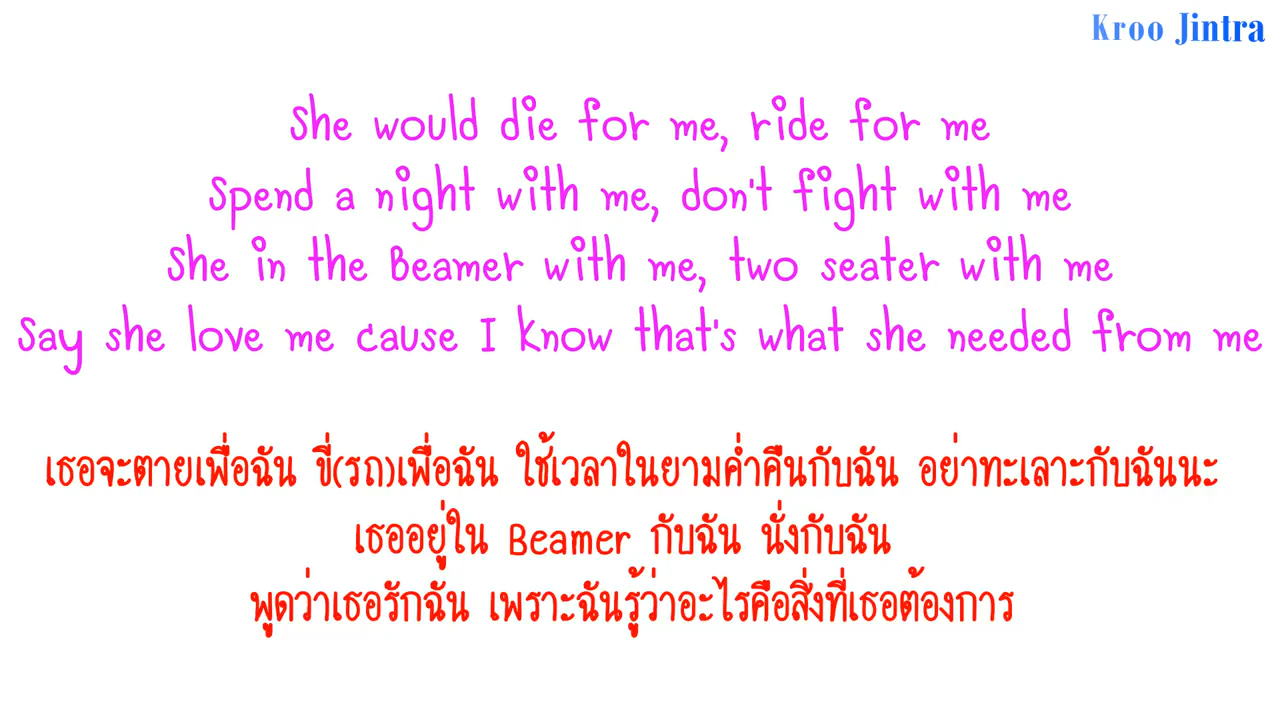 Kroo Jintra
She would die for me, ride for me
Spend a night with me, don't fight with me
She in the Beamer with me, two seater with me
Say she love me cause I know that's what she needed from me
เธอจะตายเพื่อฉัน ขี่(รถ)เพื่อฉัน ใช้เวลาในยามค่ำคืนกับฉัน อย่าทะเลาะกับฉันนะ
เธออยู่ใน Beamer กับฉัน นั่งกับฉัน
พูดว่าเธอรักฉัน เพราะฉันรู้ว่าอะไรคือสิ่งที่เธอต้องการ